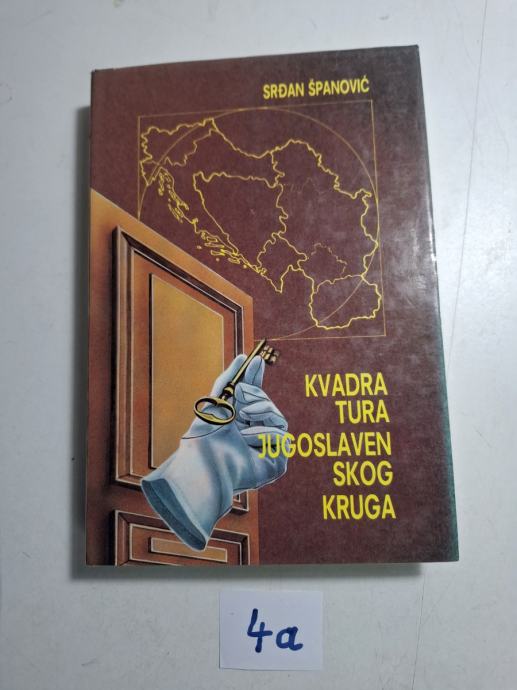 SRĐAN ŠPANOVIĆ
KVADRA
TURA
JUGOSLAVEN
SKOG
KRUGA
4a